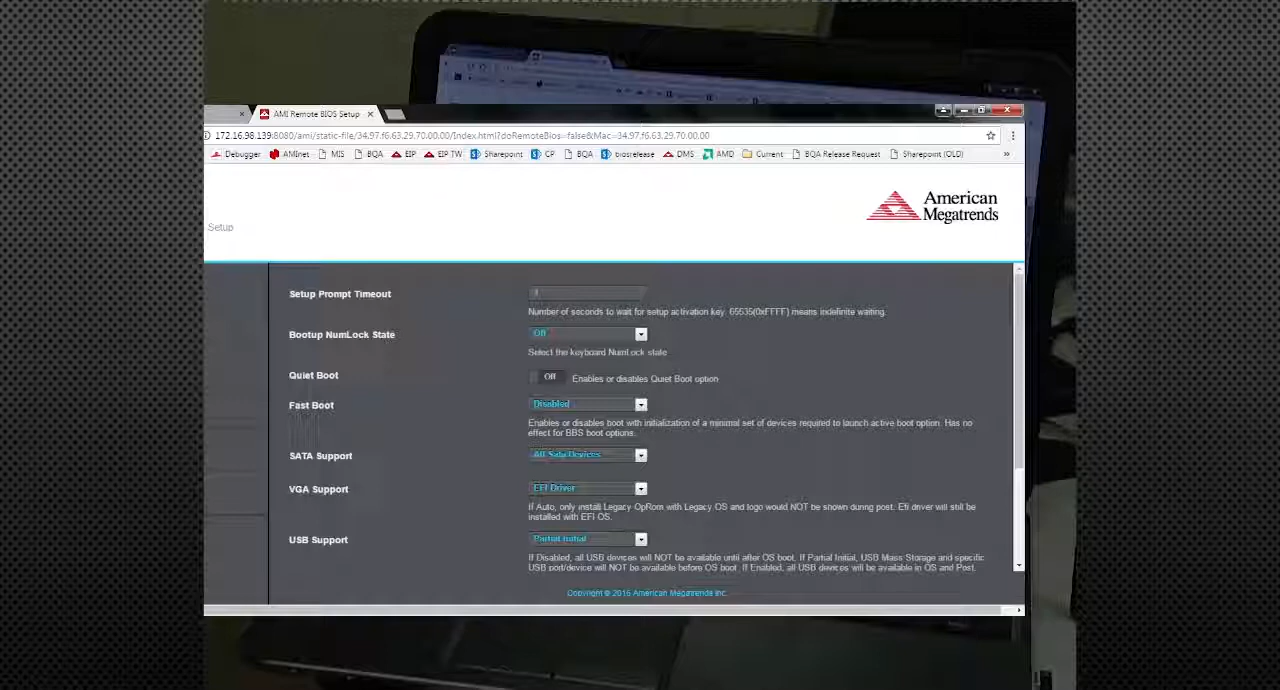 AMI Remote BIOS Setup
172.16.98.139:8080/ami/static-file/34.97.f6.63.29.70.00.00/Index.html?doRemoteBios=false&Mac=34.97.f6.63.29.70.00.00
Debugger AMInet MIS BQA EIP EIP TW Sharepoint CP BQA biosrelease DMS AMD Current BQA Release Request Sharepoint (OLD) »
American
Megatrends
Setup
Setup Prompt Timeout
Number of seconds to wait for setup activation key. 65535(0xFFFF) means indefinite waiting.
Bootup NumLock State Off
Select the keyboard NumLock state
Quiet Boot Off Enables or disables Quiet Boot option
Fast Boot Disabled
Enables or disables boot with initialization of a minimal set of devices required to launch active boot option. Has no
effect for BBS boot options.
SATA Support All Sata Devices
VGA Support EFI Driver
If Auto, only install Legacy OpRom with Legacy OS and logo would NOT be shown during post. Efi driver will still be
installed with EFI OS.
USB Support Partial Initial
If Disabled, all USB devices will NOT be available until after OS boot. If Partial Initial, USB Mass Storage and specific
USB port/device will NOT be available before OS boot. If Enabled, all USB devices will be available in OS and Post.
Copyright © 2016 American Megatrends Inc.